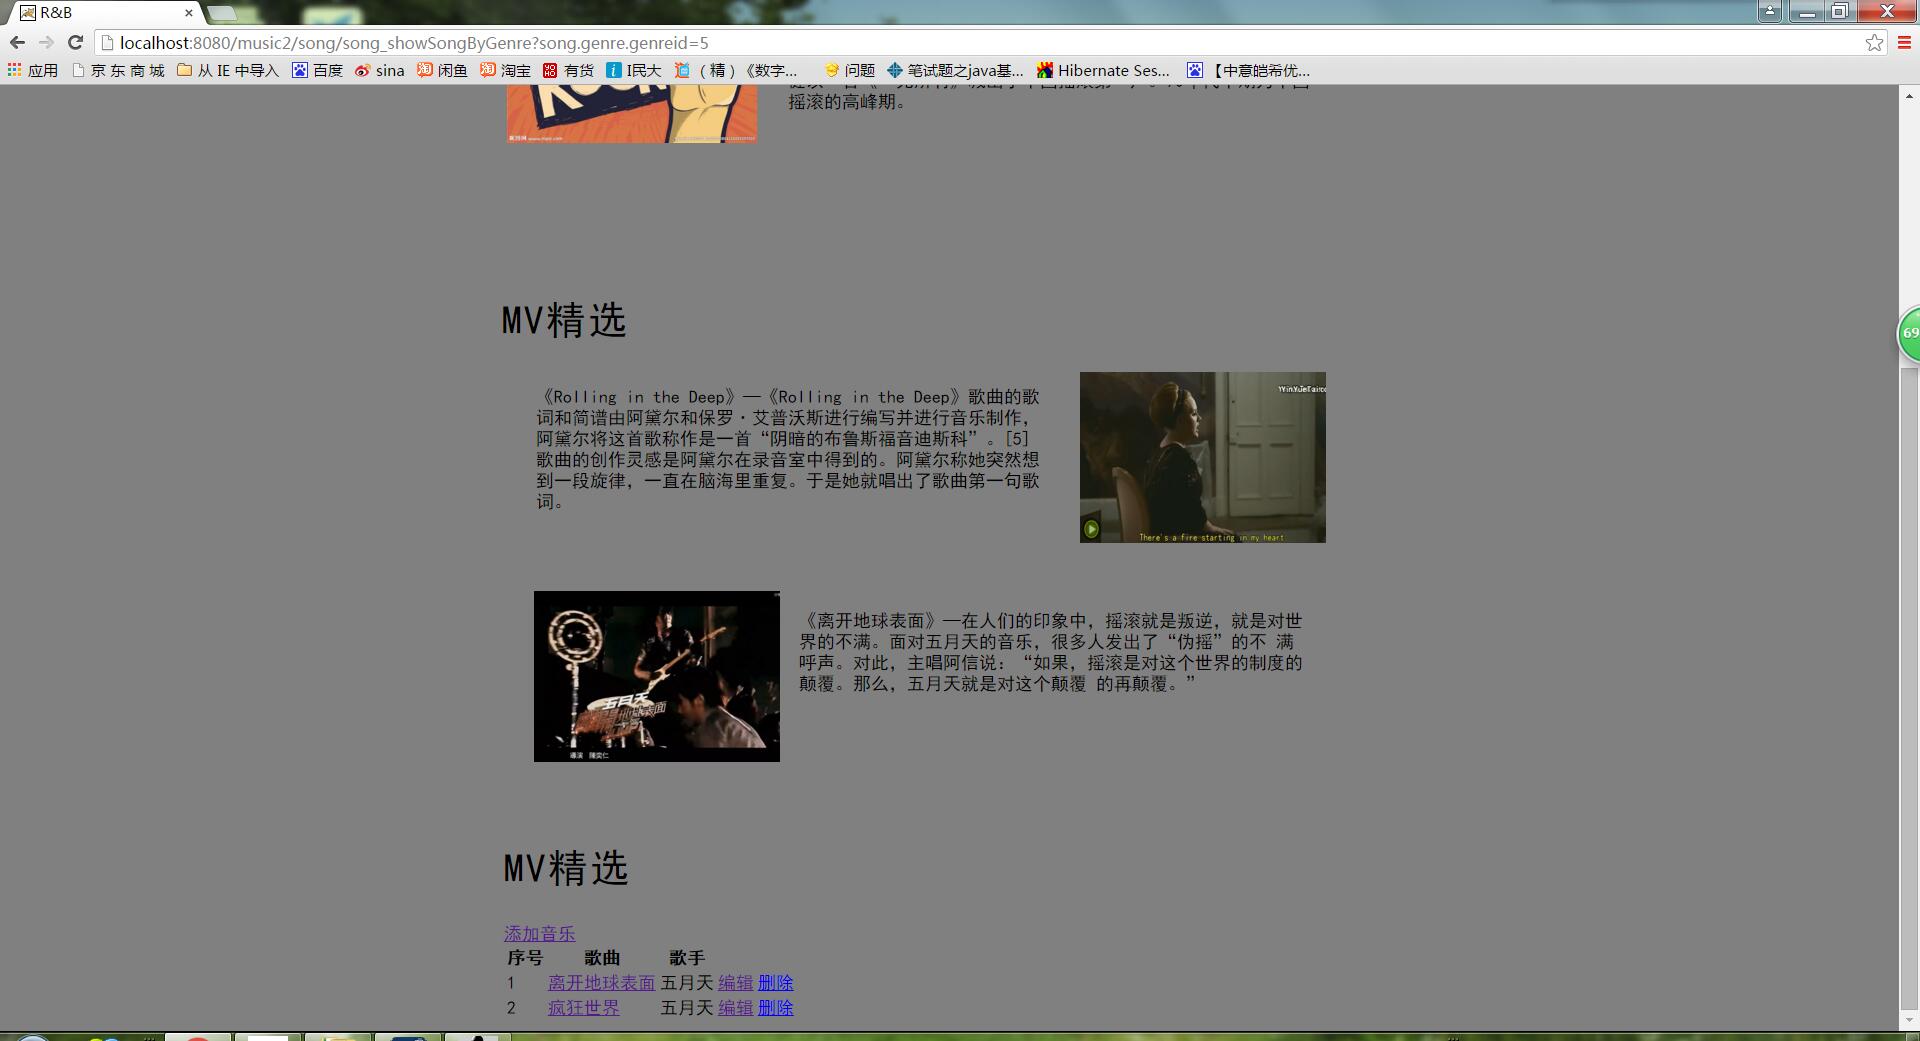 R&B
localhost:8080/music2/song/song_showSongByGenre?song.genre.genreid=5
应用 京 东 商 城 从 IE 中导入 百度 sina 闲鱼 淘宝 有货 I民大 （精）《数字... 问题 笔试题之java基... Hibernate Ses... 【中意皑希优...
摇滚的高峰期。
69
MV精选
《Rolling in the Deep》—《Rolling in the Deep》歌曲的歌
词和简谱由阿黛尔和保罗·艾普沃斯进行编写并进行音乐制作，
阿黛尔将这首歌称作是一首“阴暗的布鲁斯福音迪斯科”。[5]
歌曲的创作灵感是阿黛尔在录音室中得到的。阿黛尔称她突然想
到一段旋律，一直在脑海里重复。于是她就唱出了歌曲第一句歌
词。
There's a fire starting in my heart
《离开地球表面》—在人们的印象中，摇滚就是叛逆，就是对世
界的不满。面对五月天的音乐，很多人发出了“伪摇”的不 满
呼声。对此，主唱阿信说：“如果，摇滚是对这个世界的制度的
颠覆。那么，五月天就是对这个颠覆 的再颠覆。”
五月天
地球表面
導演 陳奕仁
MV精选
添加音乐
序号 歌曲 歌手
1 离开地球表面 五月天 编辑 删除
2 疯狂世界 五月天 编辑 删除